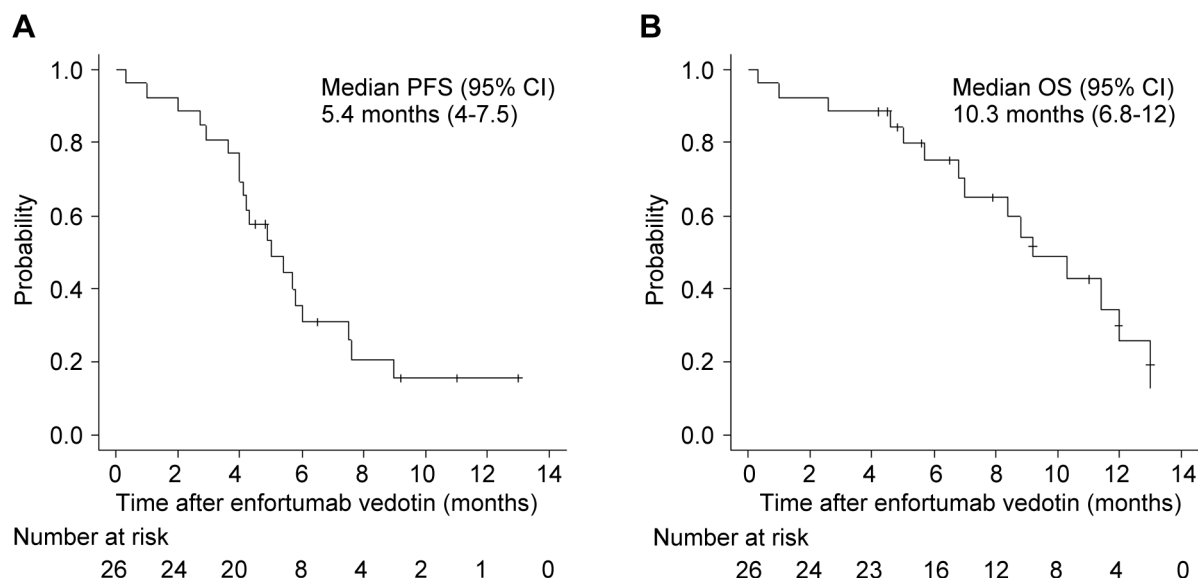 A
Median PFS (95% CI)
5.4 months (4-7.5)
Probability
1.0
0.8
0.6
0.4
0.2
0.0
0 2 4 6 8 10 12 14
Time after enfortumab vedotin (months)
Number at risk
26 24 20 8 4 2 1 0
B
Median OS (95% CI)
10.3 months (6.8-12)
Probability
1.0
0.8
0.6
0.4
0.2
0.0
0 2 4 6 8 10 12 14
Time after enfortumab vedotin (months)
Number at risk
26 24 23 16 12 8 4 0